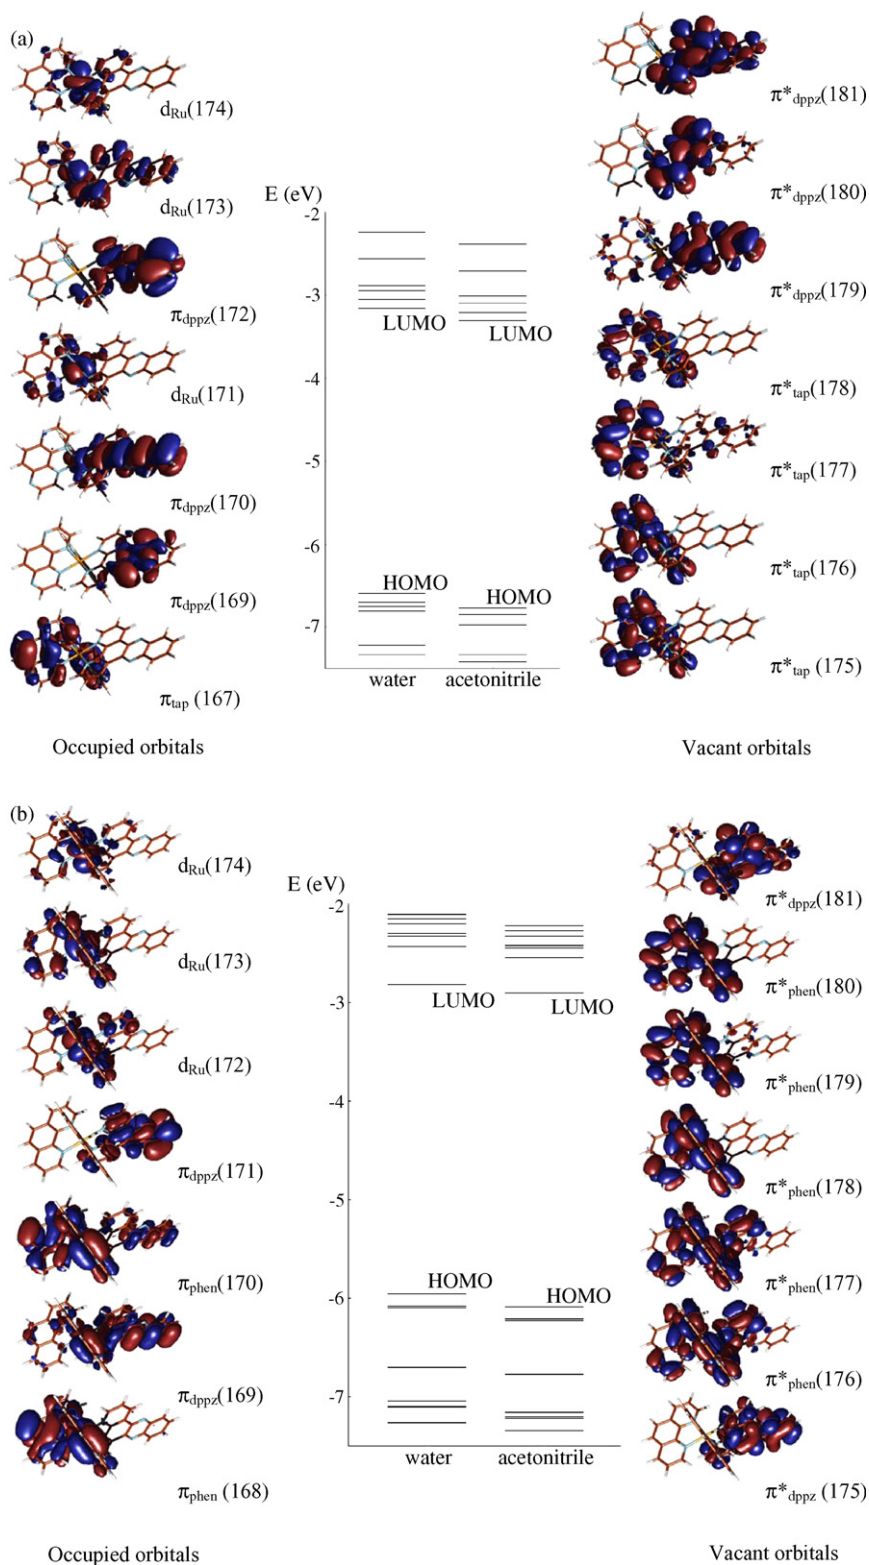 (a)
d_Ru(174)
d_Ru(173)
π_dppz(172)
d_Ru(171)
π_dppz(170)
π_dppz(169)
π_tap (167)
Occupied orbitals
E (eV)
-2
-3
-4
-5
-6
-7
LUMO
LUMO
HOMO
HOMO
water
acetonitrile
π*_dppz(181)
π*_dppz(180)
π*_dppz(179)
π*_tap(178)
π*_tap(177)
π*_tap(176)
π*_tap (175)
Vacant orbitals
(b)
d_Ru(174)
d_Ru(173)
d_Ru(172)
π_dppz(171)
π_phen(170)
π_dppz(169)
π_phen (168)
Occupied orbitals
E (eV)
-2
-3
-4
-5
-6
-7
LUMO
LUMO
HOMO
HOMO
water
acetonitrile
π*_dppz(181)
π*_phen(180)
π*_phen(179)
π*_phen(178)
π*_phen(177)
π*_phen(176)
π*_dppz (175)
Vacant orbitals